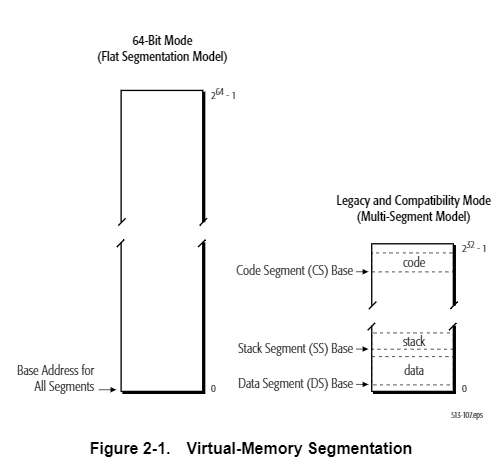 64-Bit Mode
(Flat Segmentation Model)
2^64 - 1
Legacy and Compatibility Mode
(Multi-Segment Model)
2^32 - 1
code
Code Segment (CS) Base
stack
Stack Segment (SS) Base
data
Base Address for
All Segments
0
Data Segment (DS) Base
0
513-107.eps
Figure 2-1. Virtual-Memory Segmentation